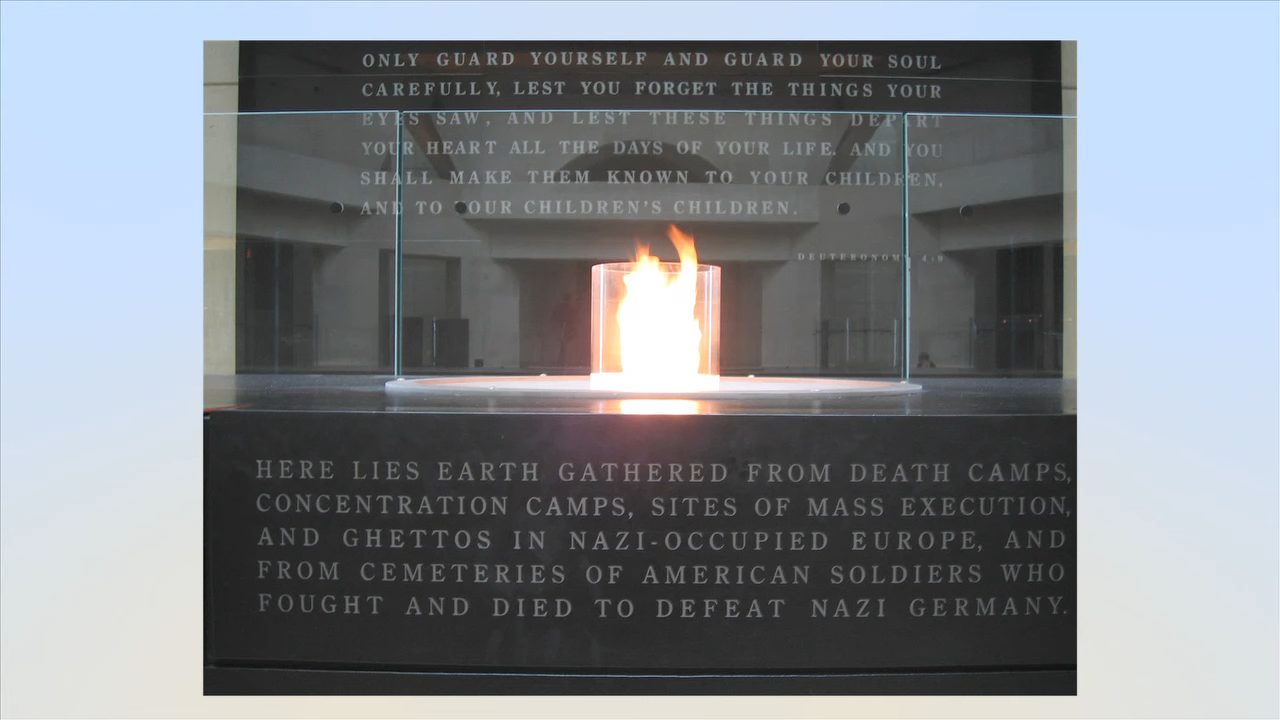 ONLY GUARD YOURSELF AND GUARD YOUR SOUL
CAREFULLY, LEST YOU FORGET THE THINGS YOUR
EYES SAW, AND LEST THESE THINGS DEPART
YOUR HEART ALL THE DAYS OF YOUR LIFE. AND YOU
SHALL MAKE THEM KNOWN TO YOUR CHILDREN,
AND TO YOUR CHILDREN'S CHILDREN.
DEUTERONOMY 4:9
HERE LIES EARTH GATHERED FROM DEATH CAMPS,
CONCENTRATION CAMPS, SITES OF MASS EXECUTION,
AND GHETTOS IN NAZI-OCCUPIED EUROPE, AND
FROM CEMETERIES OF AMERICAN SOLDIERS WHO
FOUGHT AND DIED TO DEFEAT NAZI GERMANY.